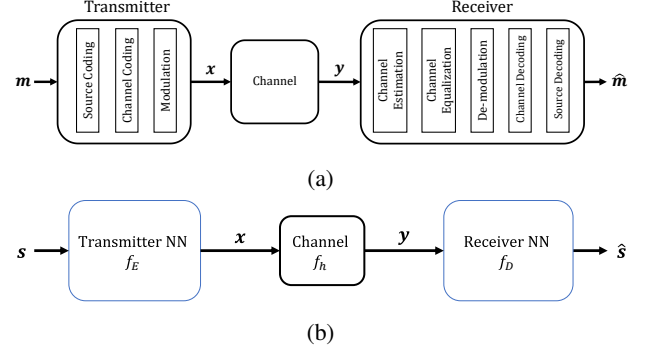 Transmitter
Receiver
m
Source Coding
Channel Coding
Modulation
x
Channel
y
Channel
Estimation
Channel
Equalization
De-modulation
Channel Decoding
Source Decoding
m̂
(a)
s
Transmitter NN
f_E
x
Channel
f_h
y
Receiver NN
f_D
ŝ
(b)